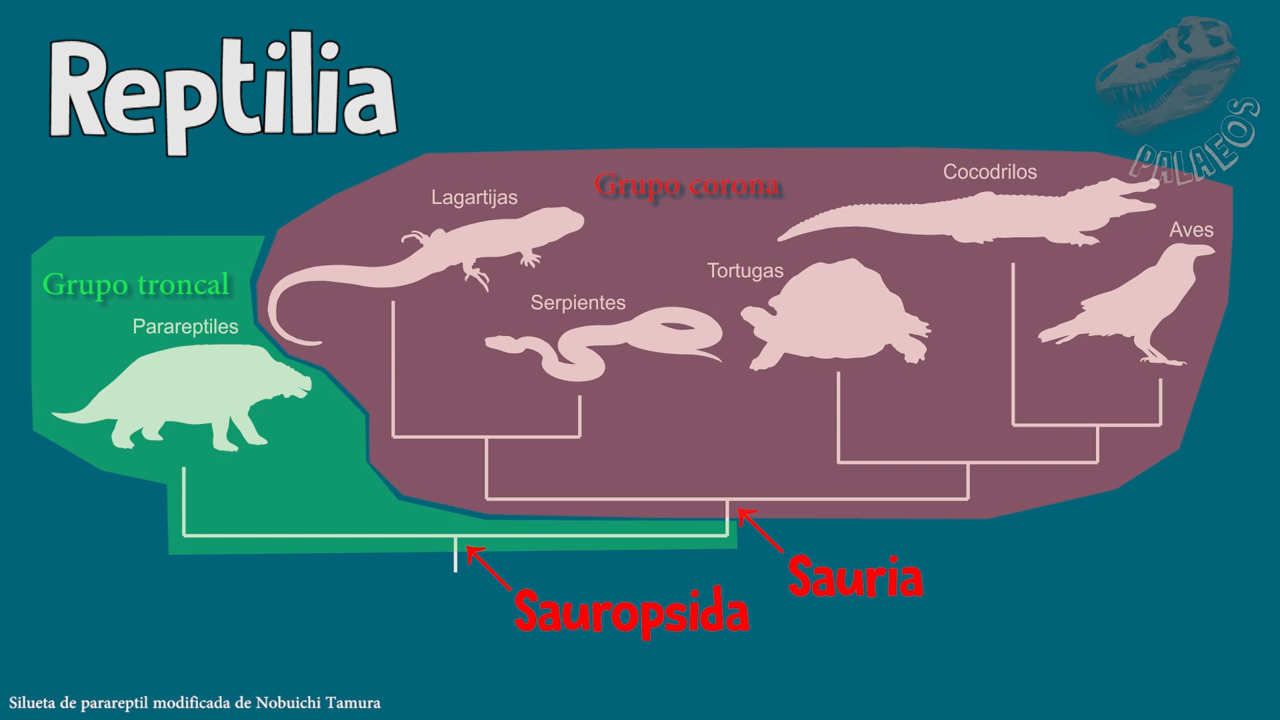 Reptilia
PALAEOS
Grupo corona
Cocodrilos
Lagartijas
Aves
Tortugas
Grupo troncal
Serpientes
Parareptiles
Sauria
Sauropsida
Silueta de parareptil modificada de Nobuichi Tamura